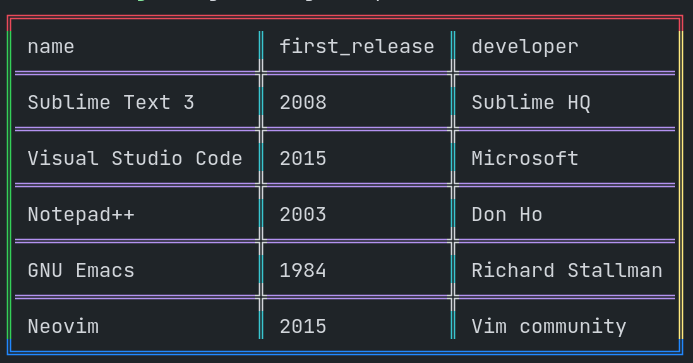 name first_release developer
Sublime Text 3 2008 Sublime HQ
Visual Studio Code 2015 Microsoft
Notepad++ 2003 Don Ho
GNU Emacs 1984 Richard Stallman
Neovim 2015 Vim community